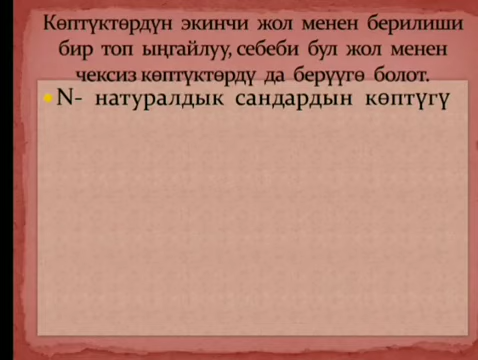 Көптүктөрдүн экинчи жол менен берилиши
бир топ ыңгайлуу, себеби бул жол менен
чексиз көптүктөрдү да берүүгө болот.
N- натуралдык сандардын көптүгү